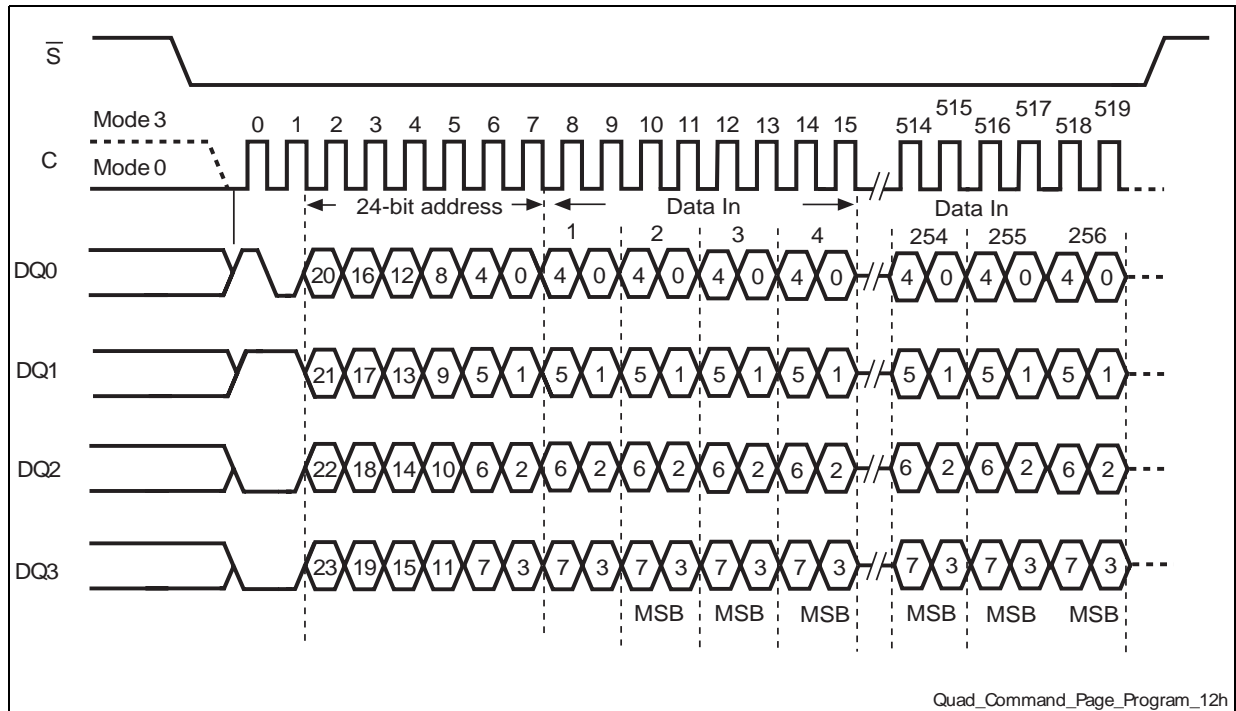 S
515 517 519
Mode 3 0 1 2 3 4 5 6 7 8 9 10 11 12 13 14 15 514 516 518
C
Mode 0
24-bit address Data In Data In
1 2 3 4 254 255 256
DQ0 20 16 12 8 4 0 4 0 4 0 4 0 4 0 4 0 4 0 4 0
DQ1 21 17 13 9 5 1 5 1 5 1 5 1 5 1 5 1 5 1 5 1
DQ2 22 18 14 10 6 2 6 2 6 2 6 2 6 2 6 2 6 2 6 2
DQ3 23 19 15 11 7 3 7 3 7 3 7 3 7 3 7 3 7 3 7 3
MSB MSB MSB MSB MSB MSB
Quad_Command_Page_Program_12h